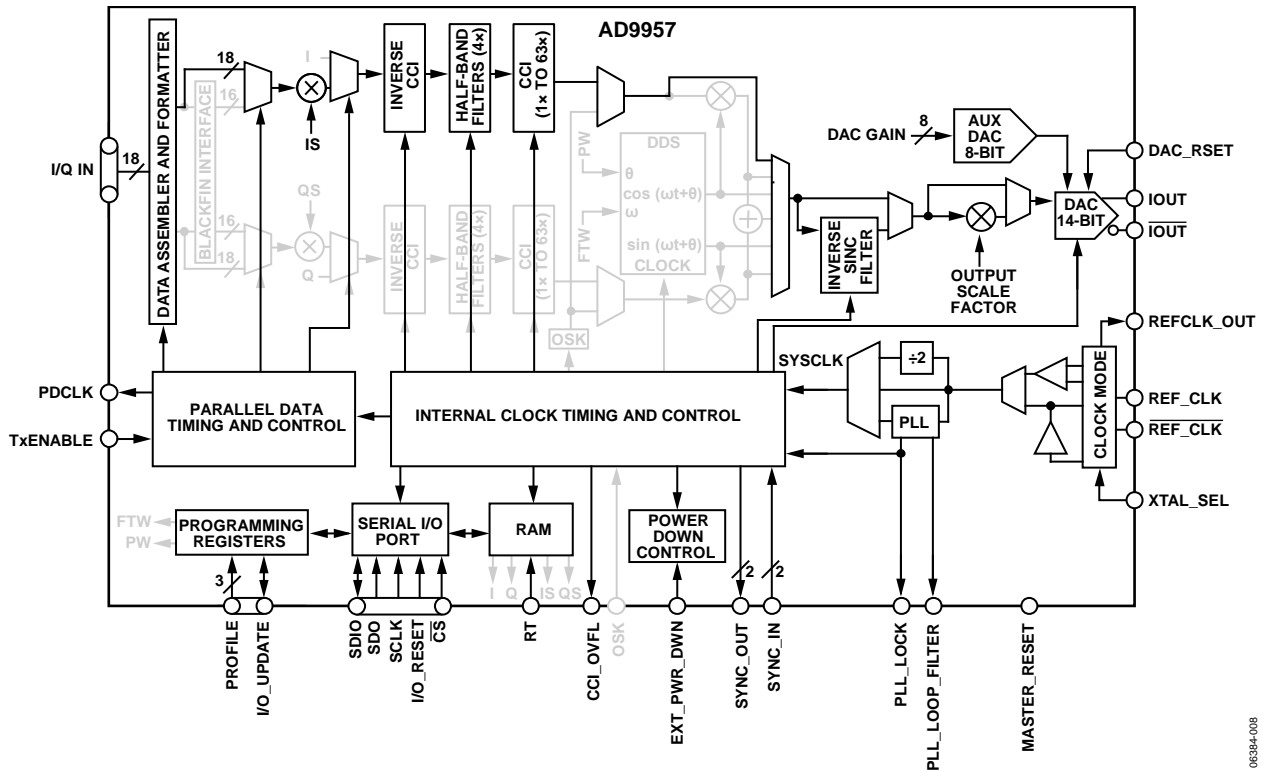 AD9957
DATA ASSEMBLER AND FORMATTER
BLACKFIN INTERFACE
I/Q IN
18
18
16
16
18
I
IS
QS
Q
INVERSE
CCI
HALF-BAND
FILTERS (4×)
CCI
(1× TO 63×)
INVERSE
CCI
HALF-BAND
FILTERS (4×)
CCI
(1× TO 63×)
OSK
PW
FTW
DDS
θ
cos (ωt+θ)
ω
sin (ωt+θ)
CLOCK
INVERSE
SINC
FILTER
DAC GAIN
8
AUX
DAC
8-BIT
OUTPUT
SCALE
FACTOR
DAC
14-BIT
DAC_RSET
IOUT
IOUT
REFCLK_OUT
REF_CLK
REF_CLK
XTAL_SEL
CLOCK MODE
SYSCLK
÷2
PLL
PDCLK
TxENABLE
PARALLEL DATA
TIMING AND CONTROL
INTERNAL CLOCK TIMING AND CONTROL
FTW
PW
PROGRAMMING
REGISTERS
SERIAL I/O
PORT
RAM
POWER
DOWN
CONTROL
3
I
Q
IS
QS
2
2
PROFILE
I/O_UPDATE
SDIO
SDO
SCLK
I/O_RESET
CS
RT
CCI_OVFL
OSK
EXT_PWR_DWN
SYNC_OUT
SYNC_IN
PLL_LOCK
PLL_LOOP_FILTER
MASTER_RESET
06384-008